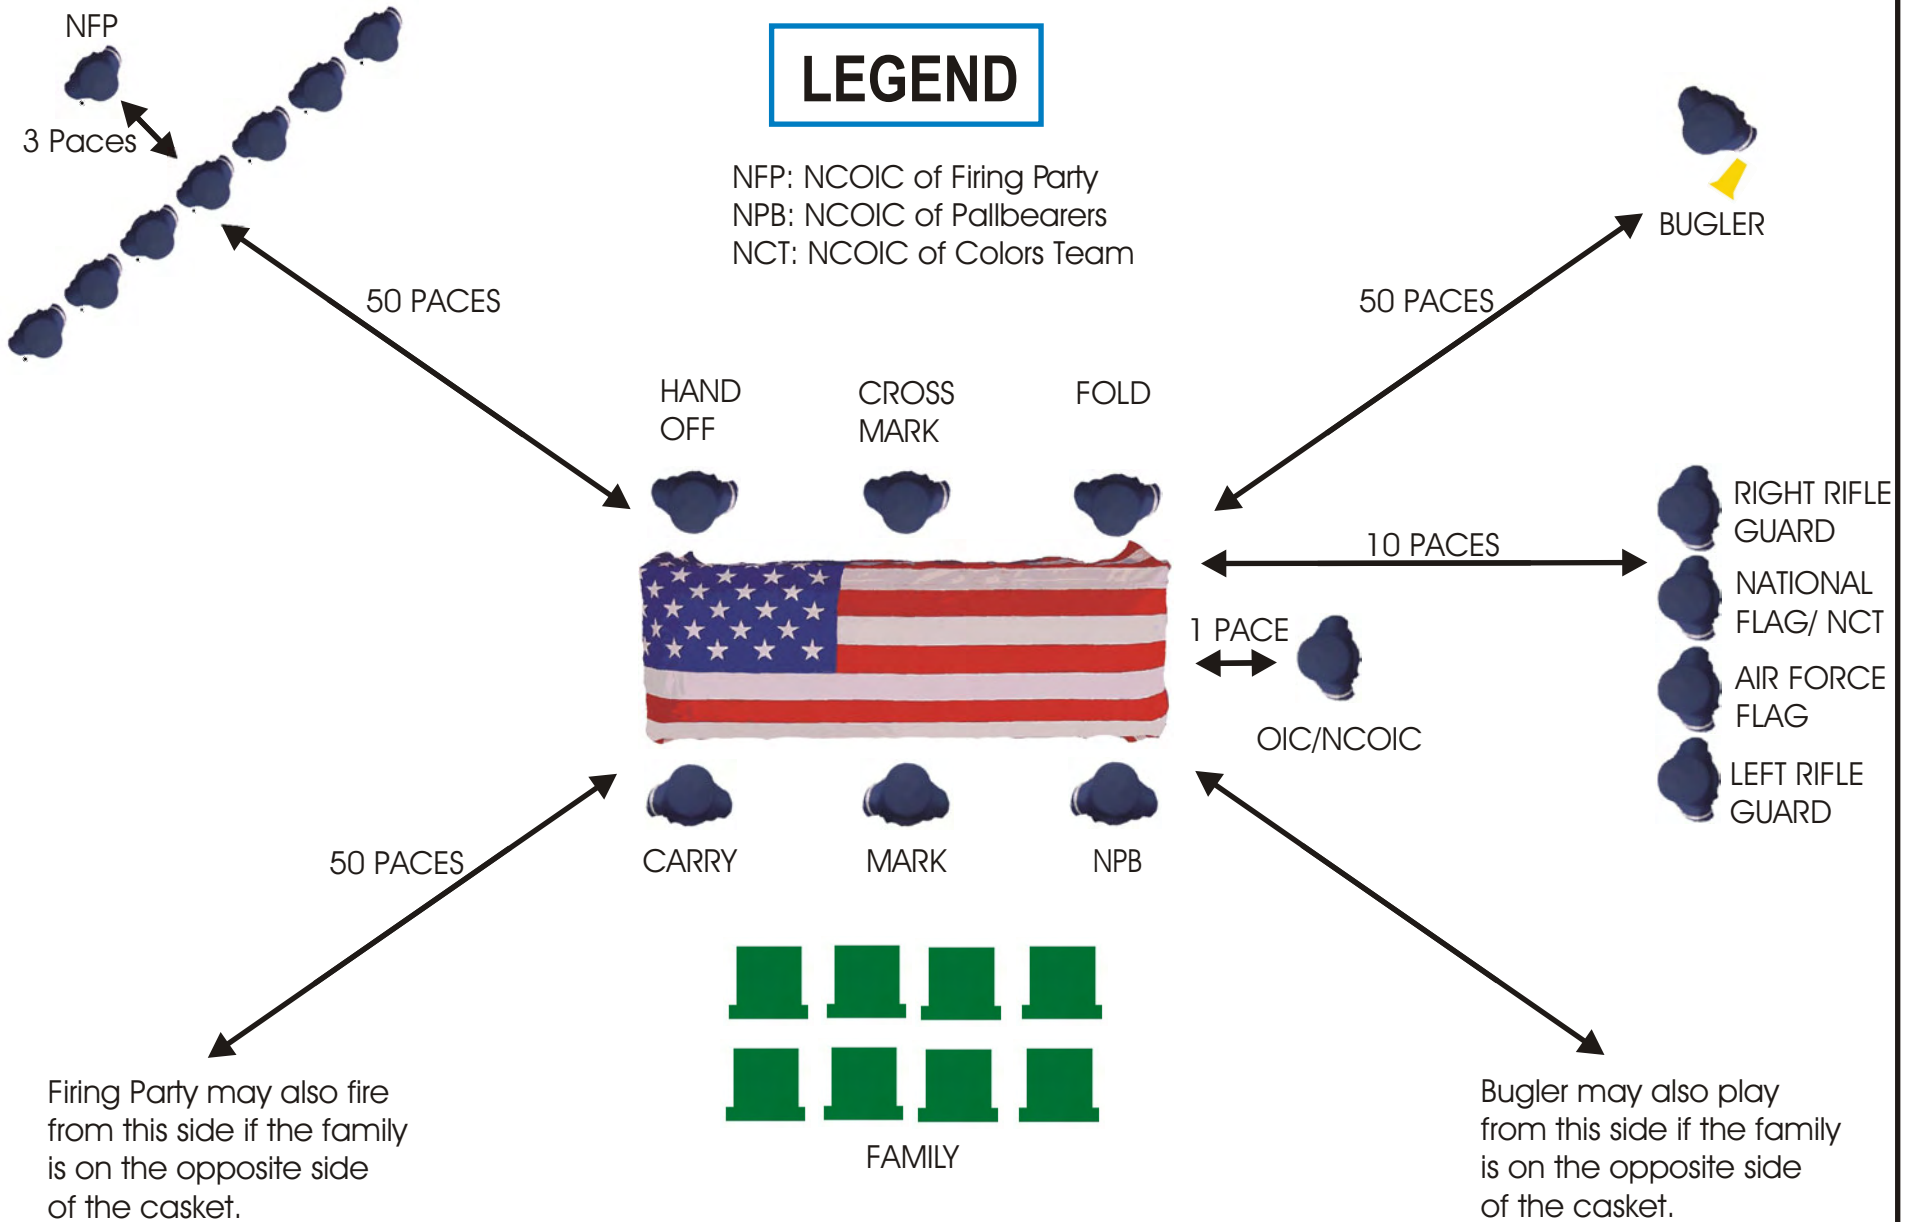 NFP
3 Paces
LEGEND
NFP: NCOIC of Firing Party
NPB: NCOIC of Pallbearers
NCT: NCOIC of Colors Team
BUGLER
50 PACES
50 PACES
HAND
OFF
CROSS
MARK
FOLD
10 PACES
RIGHT RIFLE
GUARD
NATIONAL
FLAG/ NCT
AIR FORCE
FLAG
LEFT RIFLE
GUARD
1 PACE
OIC/NCOIC
50 PACES
CARRY
MARK
NPB
Firing Party may also fire
from this side if the family
is on the opposite side
of the casket.
FAMILY
Bugler may also play
from this side if the family
is on the opposite side
of the casket.